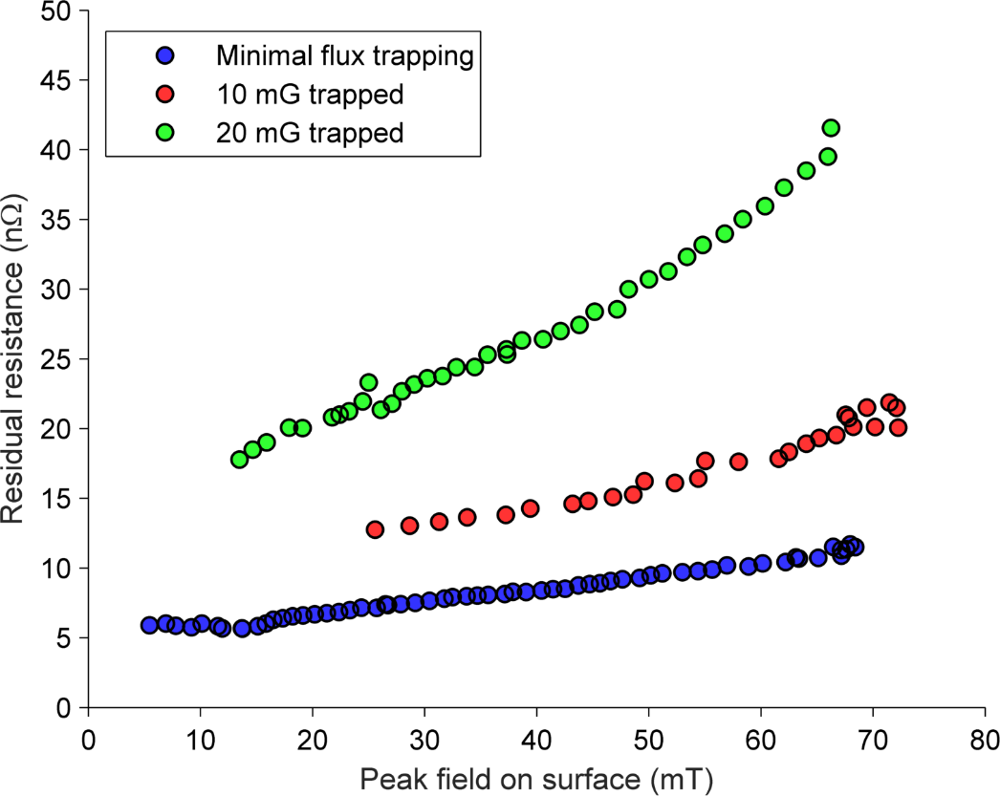 50
45
40
35
30
25
20
15
10
5
0
Residual resistance (nΩ)
Minimal flux trapping
10 mG trapped
20 mG trapped
0 10 20 30 40 50 60 70 80
Peak field on surface (mT)